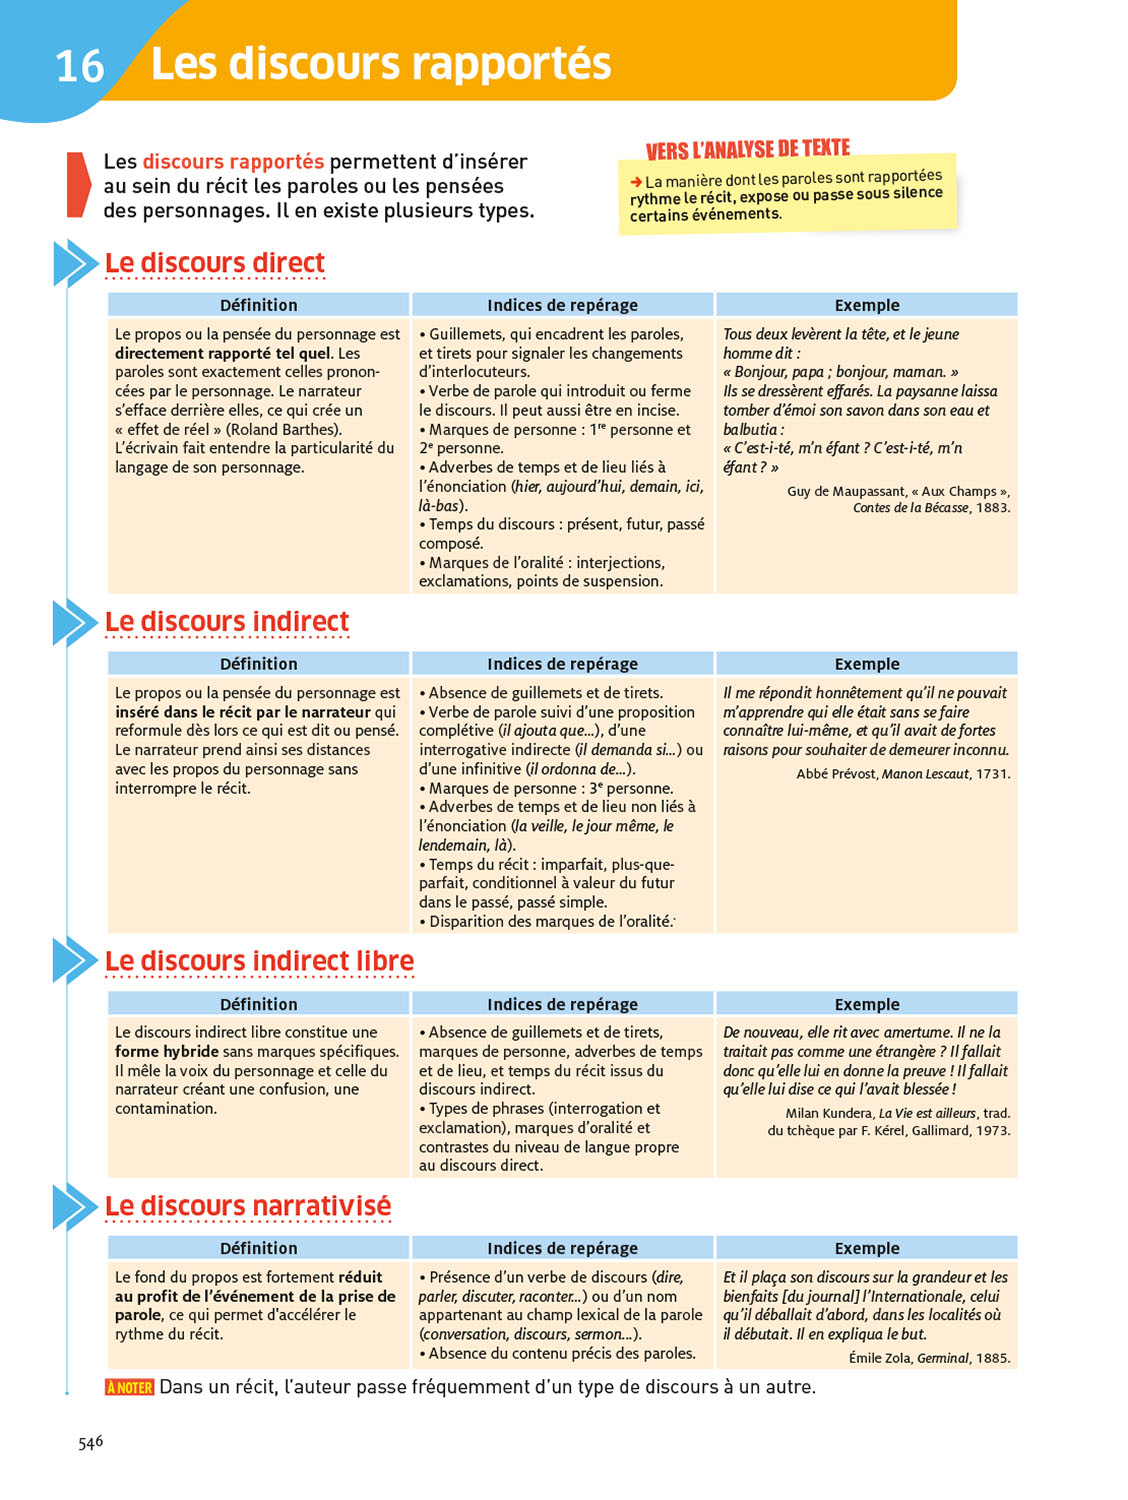 16
Les discours rapportés
Les discours rapportés permettent d’insérer
au sein du récit les paroles ou les pensées
des personnages. Il en existe plusieurs types.
VERS L’ANALYSE DE TEXTE
➔ La manière dont les paroles sont rapportées
rythme le récit, expose ou passe sous silence
certains événements.
Le discours direct
Définition
Le propos ou la pensée du personnage est
directement rapporté tel quel. Les
paroles sont exactement celles pronon-
cées par le personnage. Le narrateur
s’efface derrière elles, ce qui crée un
« effet de réel » (Roland Barthes).
L’écrivain fait entendre la particularité du
langage de son personnage.
Indices de repérage
• Guillemets, qui encadrent les paroles,
et tirets pour signaler les changements
d’interlocuteurs.
• Verbe de parole qui introduit ou ferme
le discours. Il peut aussi être en incise.
• Marques de personne : 1re personne et
2e personne.
• Adverbes de temps et de lieu liés à
l’énonciation (hier, aujourd’hui, demain, ici,
là-bas).
• Temps du discours : présent, futur, passé
composé.
• Marques de l’oralité : interjections,
exclamations, points de suspension.
Exemple
Tous deux levèrent la tête, et le jeune
homme dit :
« Bonjour, papa ; bonjour, maman. »
Ils se dressèrent effarés. La paysanne laissa
tomber d’émoi son savon dans son eau et
balbutia :
« C’est-i-té, m’n éfant ? C’est-i-té, m’n
éfant ? »
Guy de Maupassant, « Aux Champs »,
Contes de la Bécasse, 1883.
Le discours indirect
Définition
Le propos ou la pensée du personnage est
inséré dans le récit par le narrateur qui
reformule dès lors ce qui est dit ou pensé.
Le narrateur prend ainsi ses distances
avec les propos du personnage sans
interrompre le récit.
Indices de repérage
• Absence de guillemets et de tirets.
• Verbe de parole suivi d’une proposition
complétive (il ajouta que…), d’une
interrogative indirecte (il demanda si…) ou
d’une infinitive (il ordonna de…).
• Marques de personne : 3e personne.
• Adverbes de temps et de lieu non liés à
l’énonciation (la veille, le jour même, le
lendemain, là).
• Temps du récit : imparfait, plus-que-
parfait, conditionnel à valeur du futur
dans le passé, passé simple.
• Disparition des marques de l’oralité.
Exemple
Il me répondit honnêtement qu’il ne pouvait
m’apprendre qui elle était sans se faire
connaître lui-même, et qu’il avait de fortes
raisons pour souhaiter de demeurer inconnu.
Abbé Prévost, Manon Lescaut, 1731.
Le discours indirect libre
Définition
Le discours indirect libre constitue une
forme hybride sans marques spécifiques.
Il mêle la voix du personnage et celle du
narrateur créant une confusion, une
contamination.
Indices de repérage
• Absence de guillemets et de tirets,
marques de personne, adverbes de temps
et de lieu, et temps du récit issus du
discours indirect.
• Types de phrases (interrogation et
exclamation), marques d’oralité et
contrastes du niveau de langue propre
au discours direct.
Exemple
De nouveau, elle rit avec amertume. Il ne la
traitait pas comme une étrangère ? Il fallait
donc qu’elle lui en donne la preuve ! Il fallait
qu’elle lui dise ce qui l’avait blessée !
Milan Kundera, La Vie est ailleurs, trad.
du tchèque par F. Kérel, Gallimard, 1973.
Le discours narrativisé
Définition
Le fond du propos est fortement réduit
au profit de l’événement de la prise de
parole, ce qui permet d'accélérer le
rythme du récit.
Indices de repérage
• Présence d’un verbe de discours (dire,
parler, discuter, raconter…) ou d’un nom
appartenant au champ lexical de la parole
(conversation, discours, sermon…).
• Absence du contenu précis des paroles.
Exemple
Et il plaça son discours sur la grandeur et les
bienfaits [du journal] l’Internationale, celui
qu’il déballait d’abord, dans les localités où
il débutait. Il en expliqua le but.
Émile Zola, Germinal, 1885.
À NOTER Dans un récit, l’auteur passe fréquemment d’un type de discours à un autre.
546